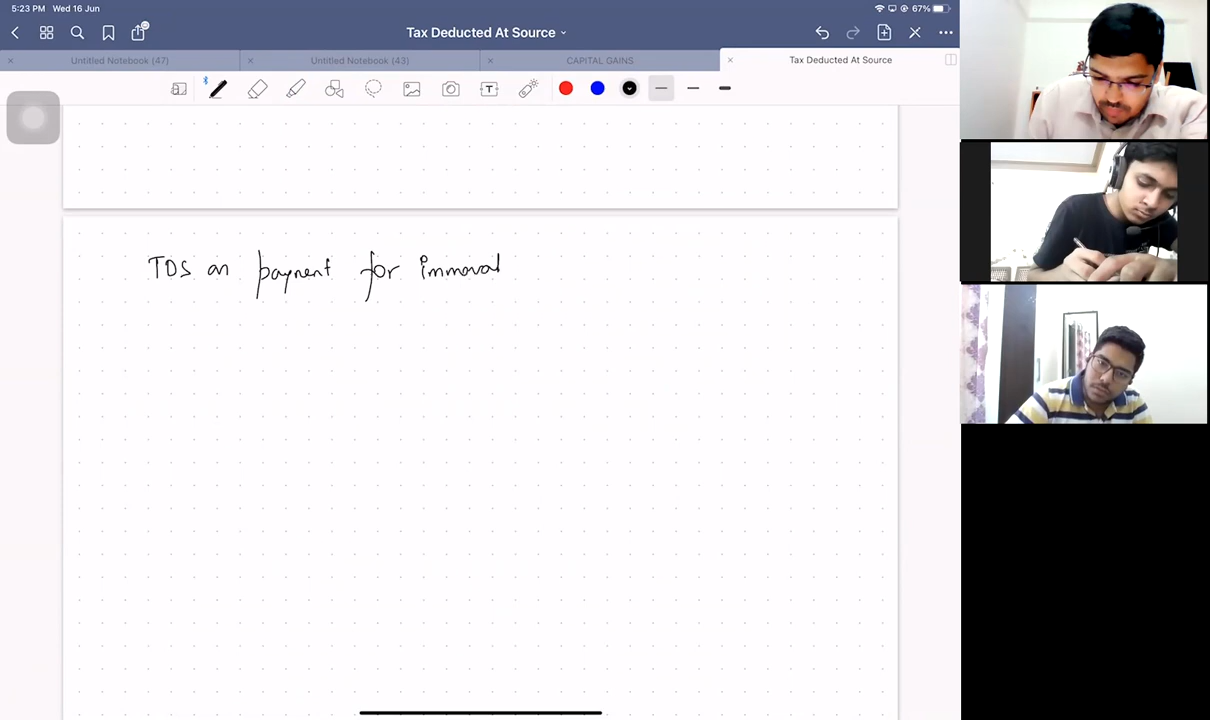 5:23 PM Wed 16 Jun
67%
Tax Deducted At Source
Untitled Notebook (47)
Untitled Notebook (43)
CAPITAL GAINS
Tax Deducted At Source
T
TDS on payment for immoval